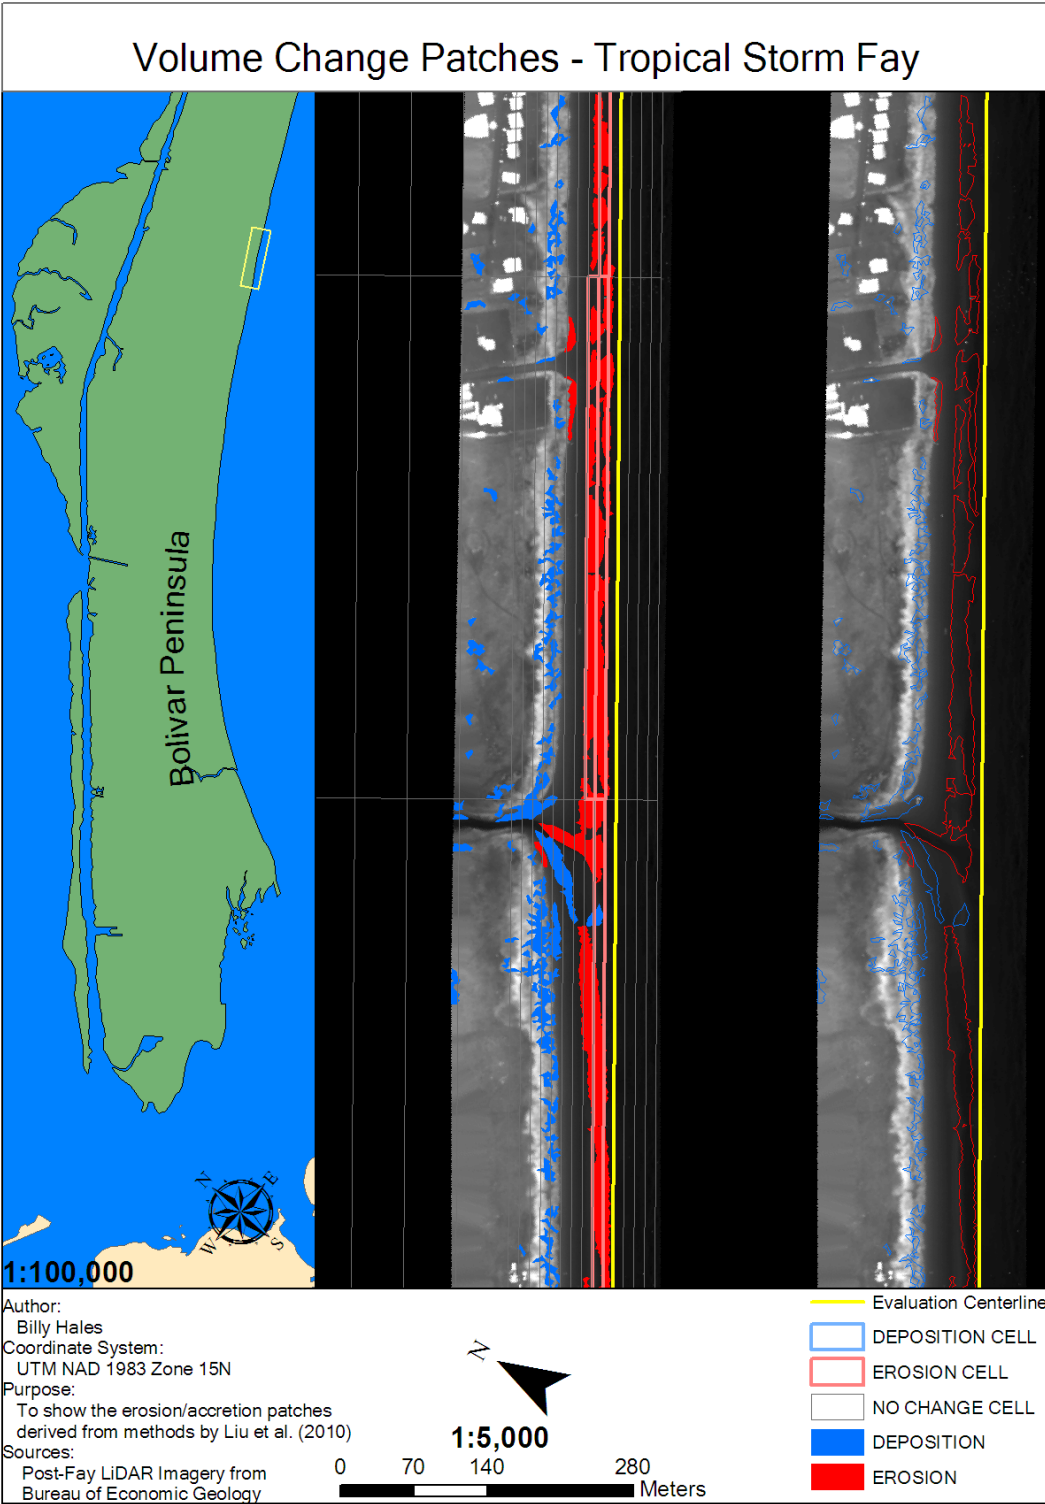 Volume Change Patches - Tropical Storm Fay
Bolivar Peninsula
N
E
W
S
1:100,000
Author:
Billy Hales
Coordinate System:
UTM NAD 1983 Zone 15N
Purpose:
To show the erosion/accretion patches
derived from methods by Liu et al. (2010)
Sources:
Post-Fay LiDAR Imagery from
Bureau of Economic Geology
N
1:5,000
0 70 140 280
Meters
Evaluation Centerline
DEPOSITION CELL
EROSION CELL
NO CHANGE CELL
DEPOSITION
EROSION